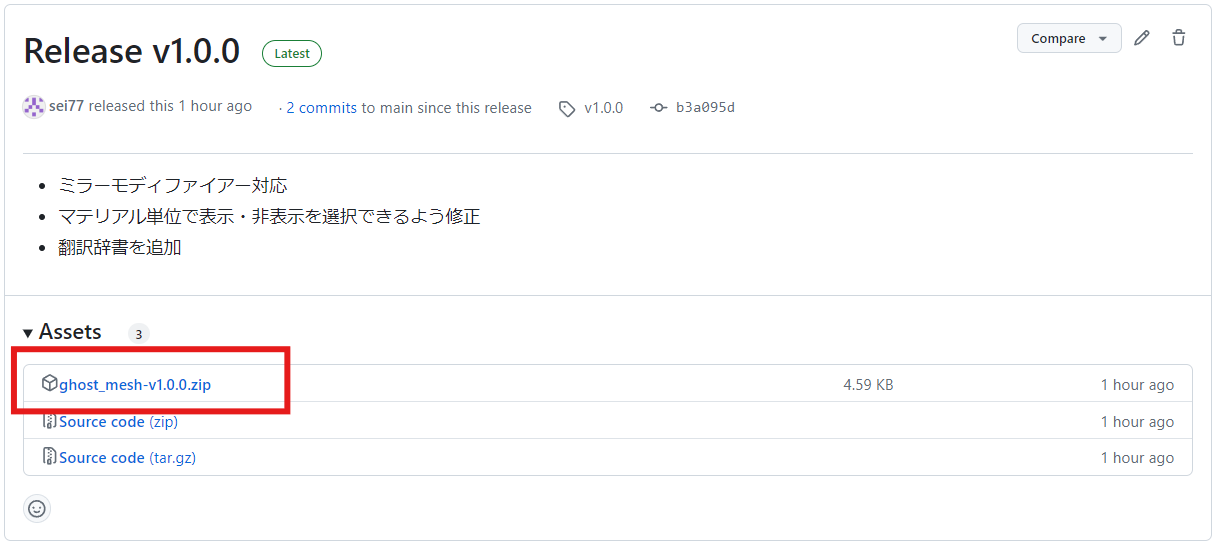 Release v1.0.0 Latest Compare
sei77 released this 1 hour ago · 2 commits to main since this release v1.0.0 b3a095d
• ミラーモディファイアー対応
• マテリアル単位で表示・非表示を選択できるよう修正
• 翻訳辞書を追加
Assets 3
ghost_mesh-v1.0.0.zip 4.59 KB 1 hour ago
Source code (zip) 1 hour ago
Source code (tar.gz) 1 hour ago